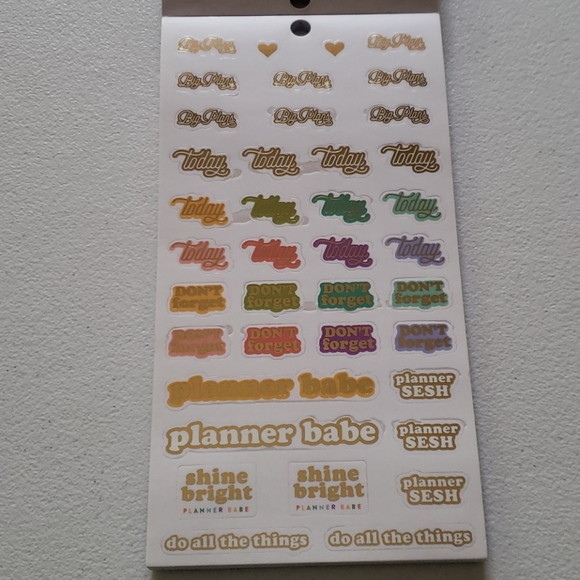 Big Plans Big Plans
Big Plans Big Plans Big Plans
Big Plans Big Plans Big Plans
today today today today
today today today today
today today today today
DON'T forget DON'T forget DON'T forget DON'T forget
DON'T forget DON'T forget DON'T forget DON'T forget
planner babe
planner
SESH
planner babe
planner
SESH
shine
bright
PLANNER BABE
shine
bright
PLANNER BABE
planner
SESH
do all the things do all the things